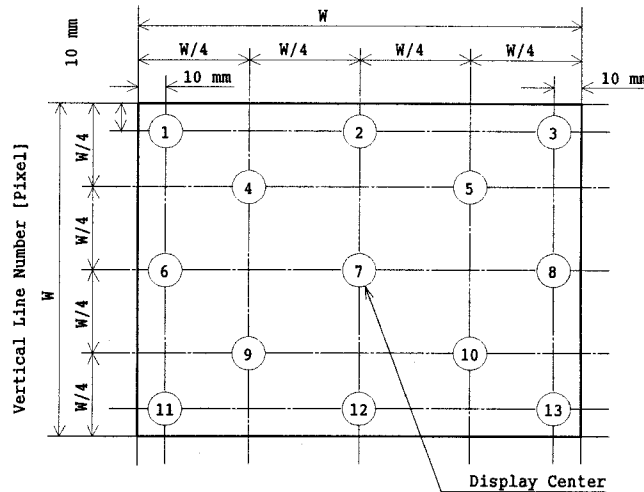 W
10 mm
W/4 W/4 W/4 W/4
10 mm 10 mm
1 2 3
W/4
4 5
Vertical Line Number [Pixel]
W
W/4
6 7 8
W/4
9 10
W/4
11 12 13
Display Center